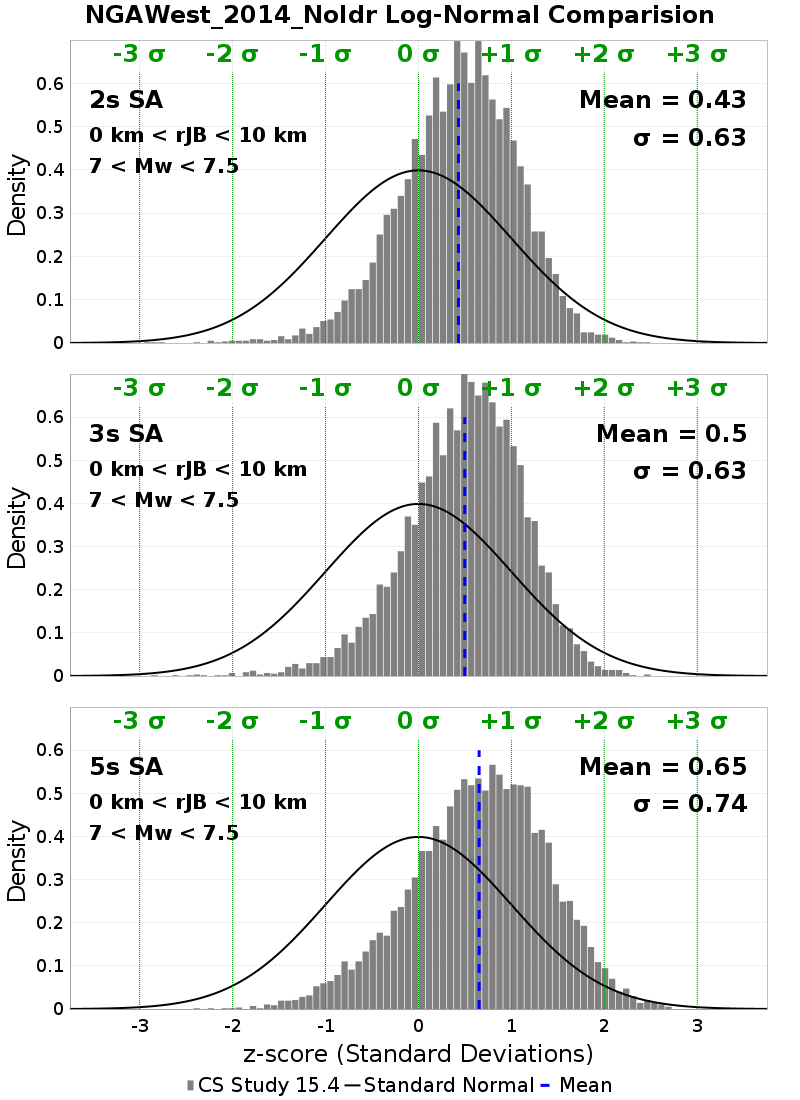 NGAWest_2014_NoIdr Log-Normal Comparision
-3 σ -2 σ -1 σ 0 σ +1 σ +2 σ +3 σ
2s SA
Mean = 0.43
0 km < rJB < 10 km
σ = 0.63
7 < Mw < 7.5
Density
0.6
0.5
0.4
0.3
0.2
0.1
0
-3 σ -2 σ -1 σ 0 σ +1 σ +2 σ +3 σ
3s SA
Mean = 0.5
0 km < rJB < 10 km
σ = 0.63
7 < Mw < 7.5
Density
0.6
0.5
0.4
0.3
0.2
0.1
0
-3 σ -2 σ -1 σ 0 σ +1 σ +2 σ +3 σ
5s SA
Mean = 0.65
0 km < rJB < 10 km
σ = 0.74
7 < Mw < 7.5
Density
0.6
0.5
0.4
0.3
0.2
0.1
0
-3 -2 -1 0 1 2 3
z-score (Standard Deviations)
CS Study 15.4 Standard Normal Mean